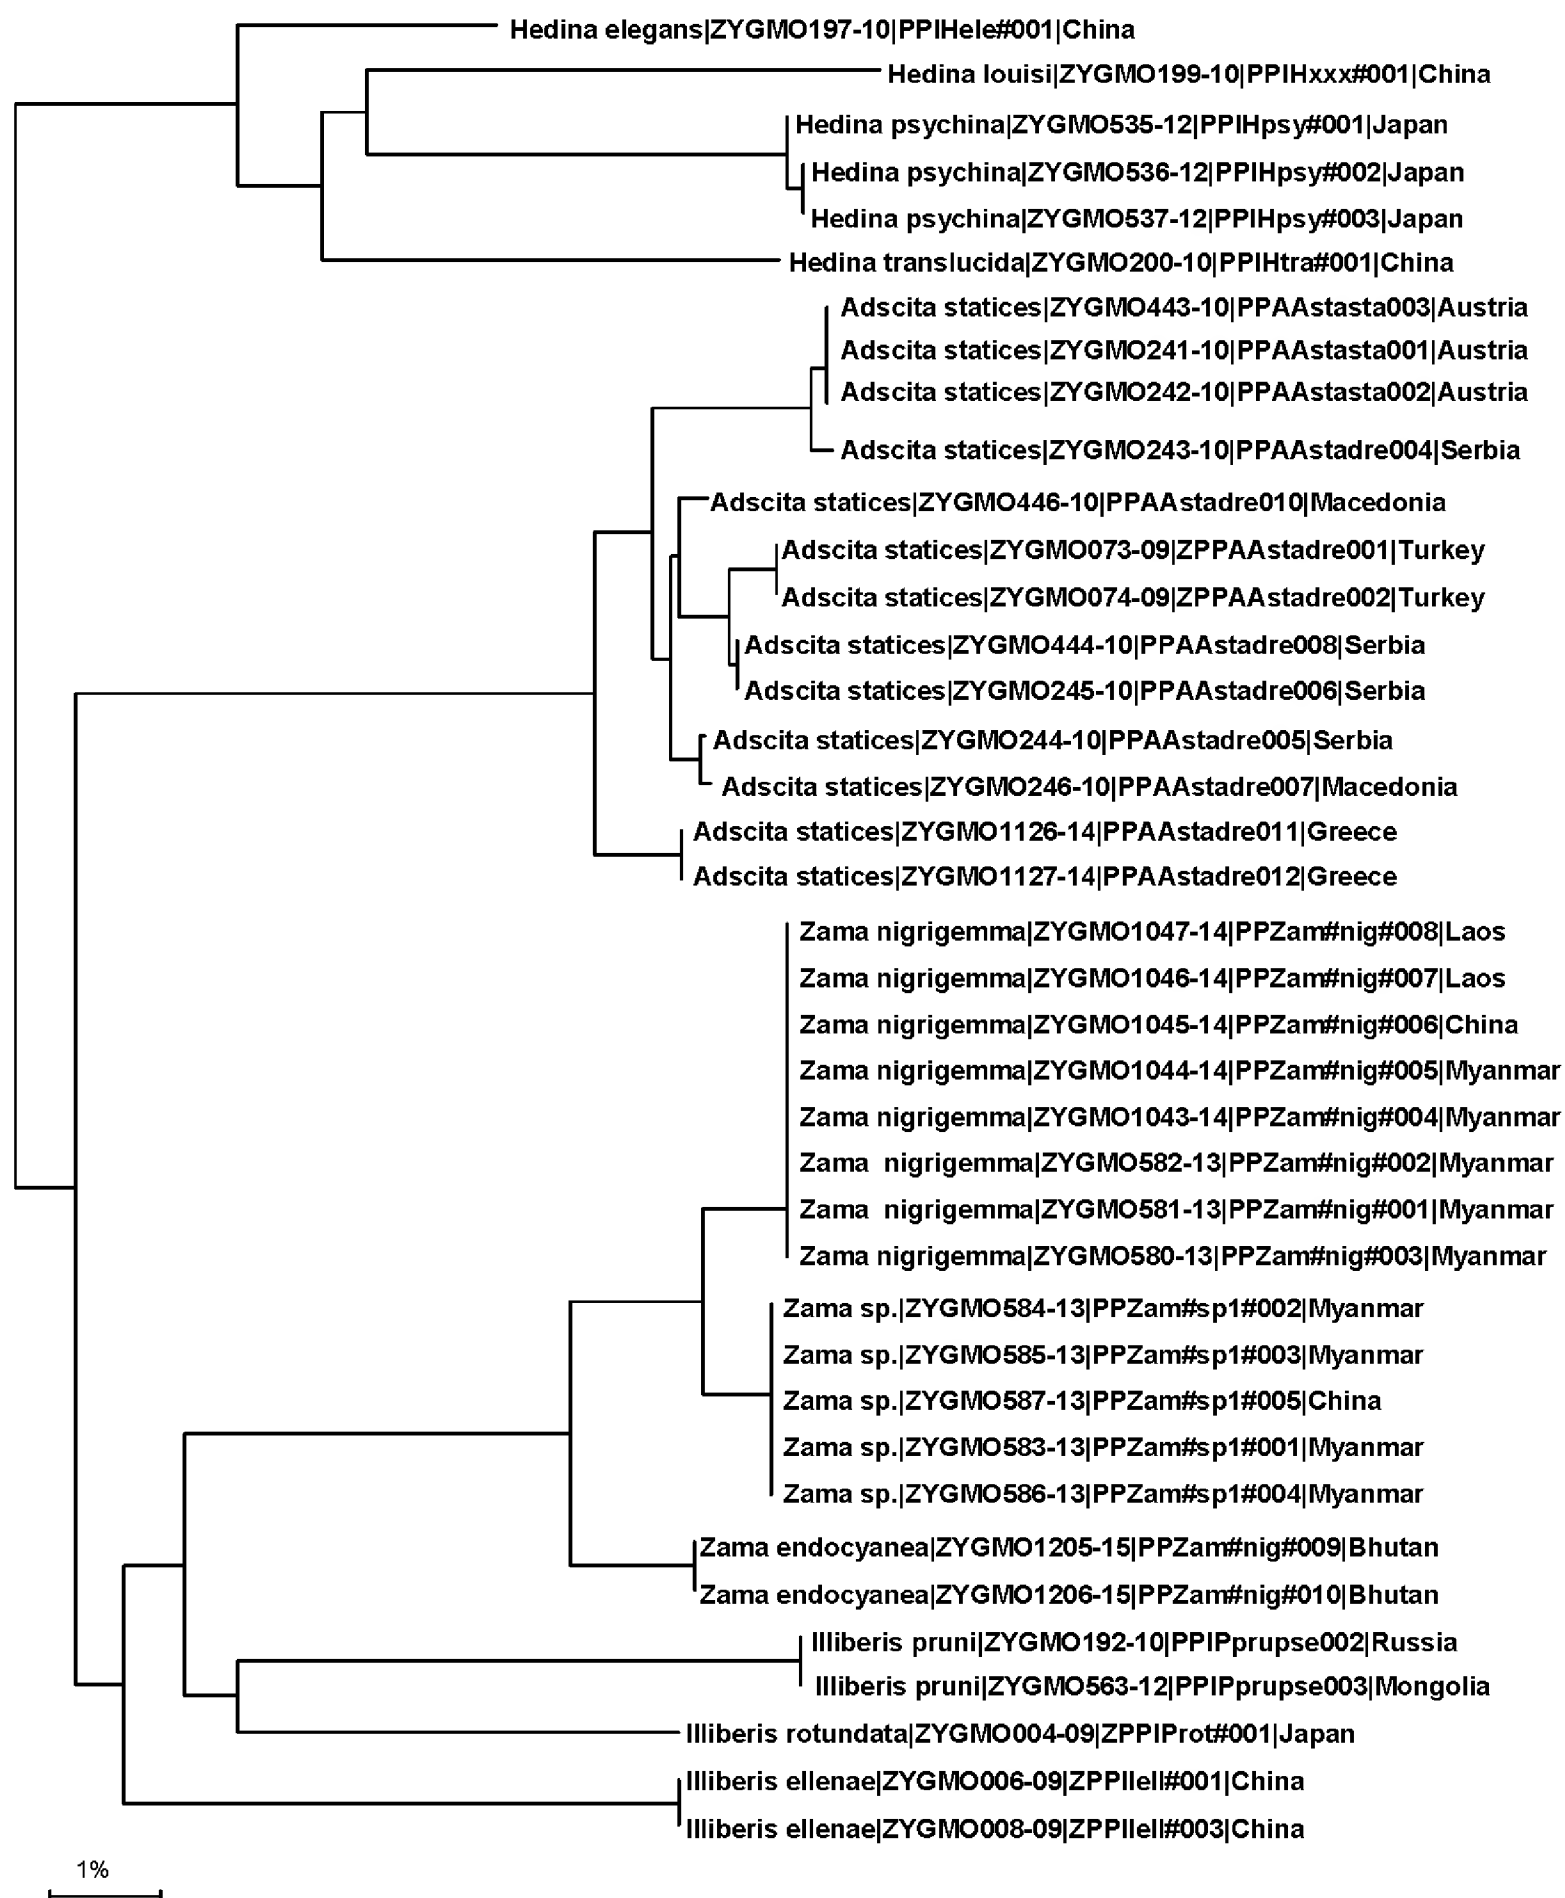 Hedina elegans|ZYGMO197-10|PPIHele#001|China
Hedina louisi|ZYGMO199-10|PPIHxxx#001|China
Hedina psychina|ZYGMO535-12|PPIHpsy#001|Japan
Hedina psychina|ZYGMO536-12|PPIHpsy#002|Japan
Hedina psychina|ZYGMO537-12|PPIHpsy#003|Japan
Hedina translucida|ZYGMO200-10|PPIHtra#001|China
Adscita statices|ZYGMO443-10|PPAAstasta003|Austria
Adscita statices|ZYGMO241-10|PPAAstasta001|Austria
Adscita statices|ZYGMO242-10|PPAAstasta002|Austria
Adscita statices|ZYGMO243-10|PPAAstadre004|Serbia
Adscita statices|ZYGMO446-10|PPAAstadre010|Macedonia
Adscita statices|ZYGMO073-09|ZPPAAstadre001|Turkey
Adscita statices|ZYGMO074-09|ZPPAAstadre002|Turkey
Adscita statices|ZYGMO444-10|PPAAstadre008|Serbia
Adscita statices|ZYGMO245-10|PPAAstadre006|Serbia
Adscita statices|ZYGMO244-10|PPAAstadre005|Serbia
Adscita statices|ZYGMO246-10|PPAAstadre007|Macedonia
Adscita statices|ZYGMO1126-14|PPAAstadre011|Greece
Adscita statices|ZYGMO1127-14|PPAAstadre012|Greece
Zama nigrigemma|ZYGMO1047-14|PPZam#nig#008|Laos
Zama nigrigemma|ZYGMO1046-14|PPZam#nig#007|Laos
Zama nigrigemma|ZYGMO1045-14|PPZam#nig#006|China
Zama nigrigemma|ZYGMO1044-14|PPZam#nig#005|Myanmar
Zama nigrigemma|ZYGMO1043-14|PPZam#nig#004|Myanmar
Zama nigrigemma|ZYGMO582-13|PPZam#nig#002|Myanmar
Zama nigrigemma|ZYGMO581-13|PPZam#nig#001|Myanmar
Zama nigrigemma|ZYGMO580-13|PPZam#nig#003|Myanmar
Zama sp.|ZYGMO584-13|PPZam#sp1#002|Myanmar
Zama sp.|ZYGMO585-13|PPZam#sp1#003|Myanmar
Zama sp.|ZYGMO587-13|PPZam#sp1#005|China
Zama sp.|ZYGMO583-13|PPZam#sp1#001|Myanmar
Zama sp.|ZYGMO586-13|PPZam#sp1#004|Myanmar
Zama endocyanea|ZYGMO1205-15|PPZam#nig#009|Bhutan
Zama endocyanea|ZYGMO1206-15|PPZam#nig#010|Bhutan
Illiberis pruni|ZYGMO192-10|PPIPprupse002|Russia
Illiberis pruni|ZYGMO563-12|PPIPprupse003|Mongolia
Illiberis rotundata|ZYGMO004-09|ZPPIProt#001|Japan
Illiberis ellenae|ZYGMO006-09|ZPPIIell#001|China
Illiberis ellenae|ZYGMO008-09|ZPPIIell#003|China
1%